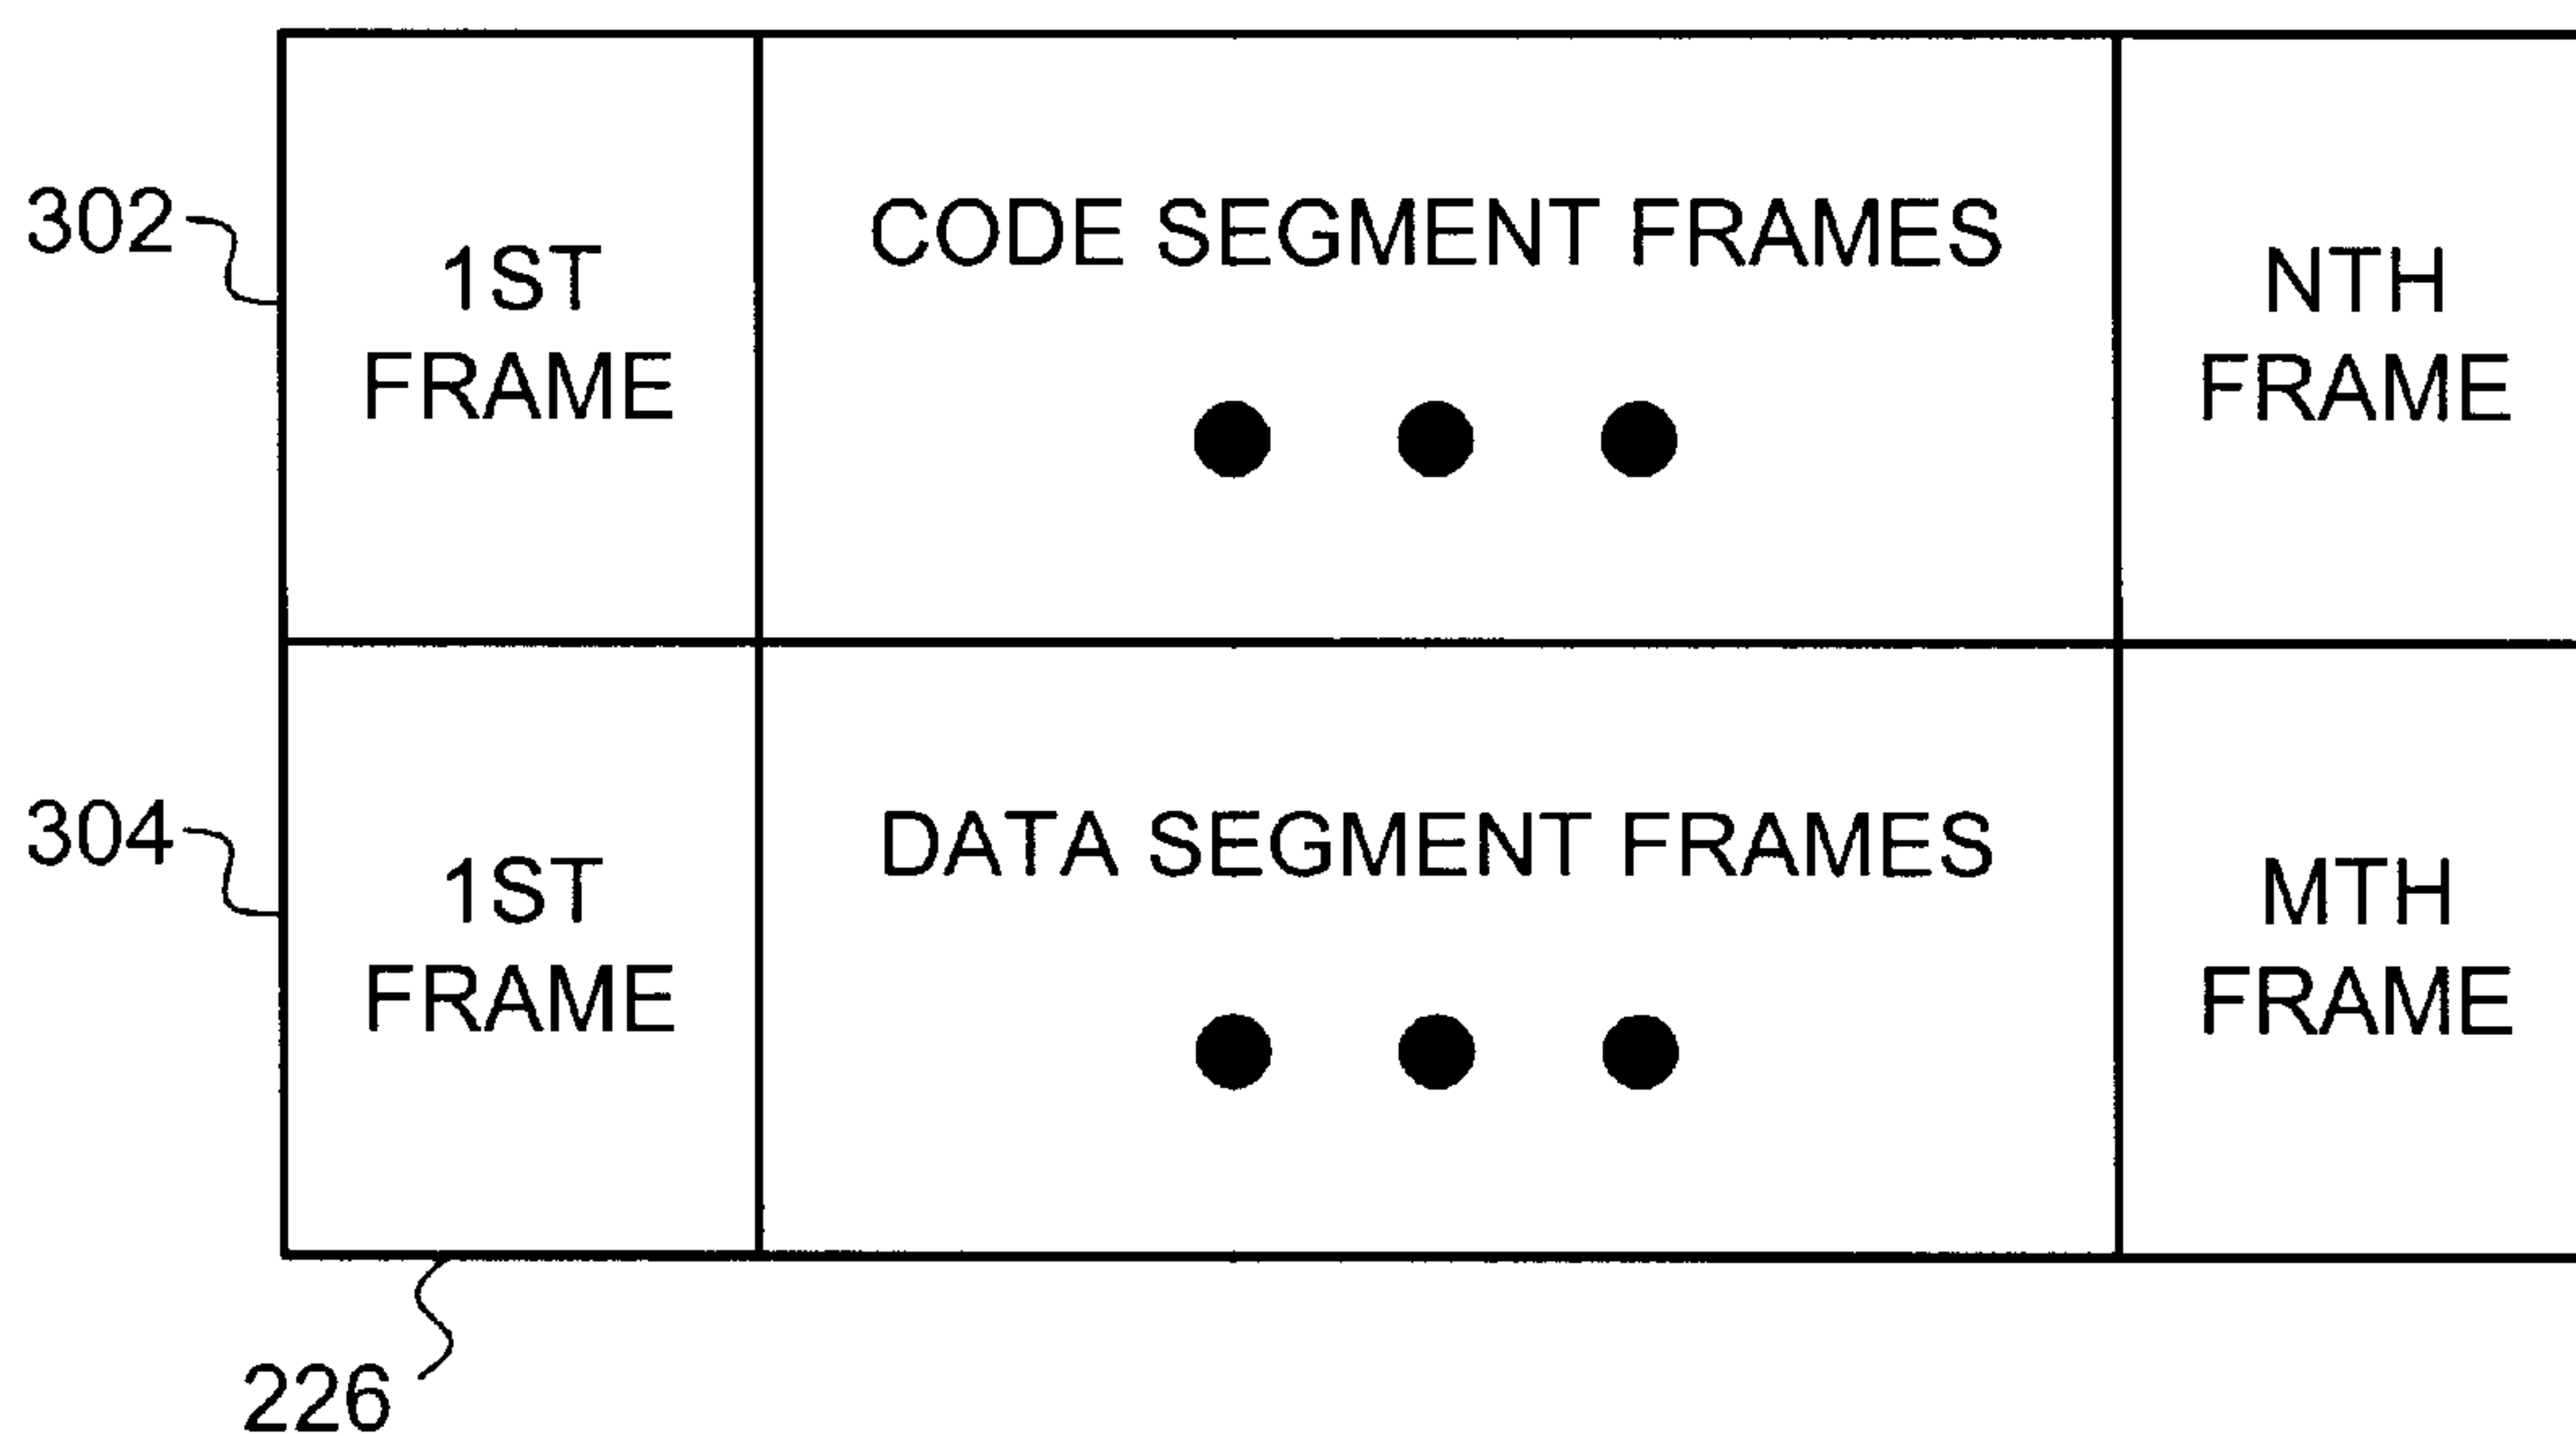 302
1ST
FRAME
CODE SEGMENT FRAMES
NTH
FRAME
304
1ST
FRAME
DATA SEGMENT FRAMES
MTH
FRAME
226